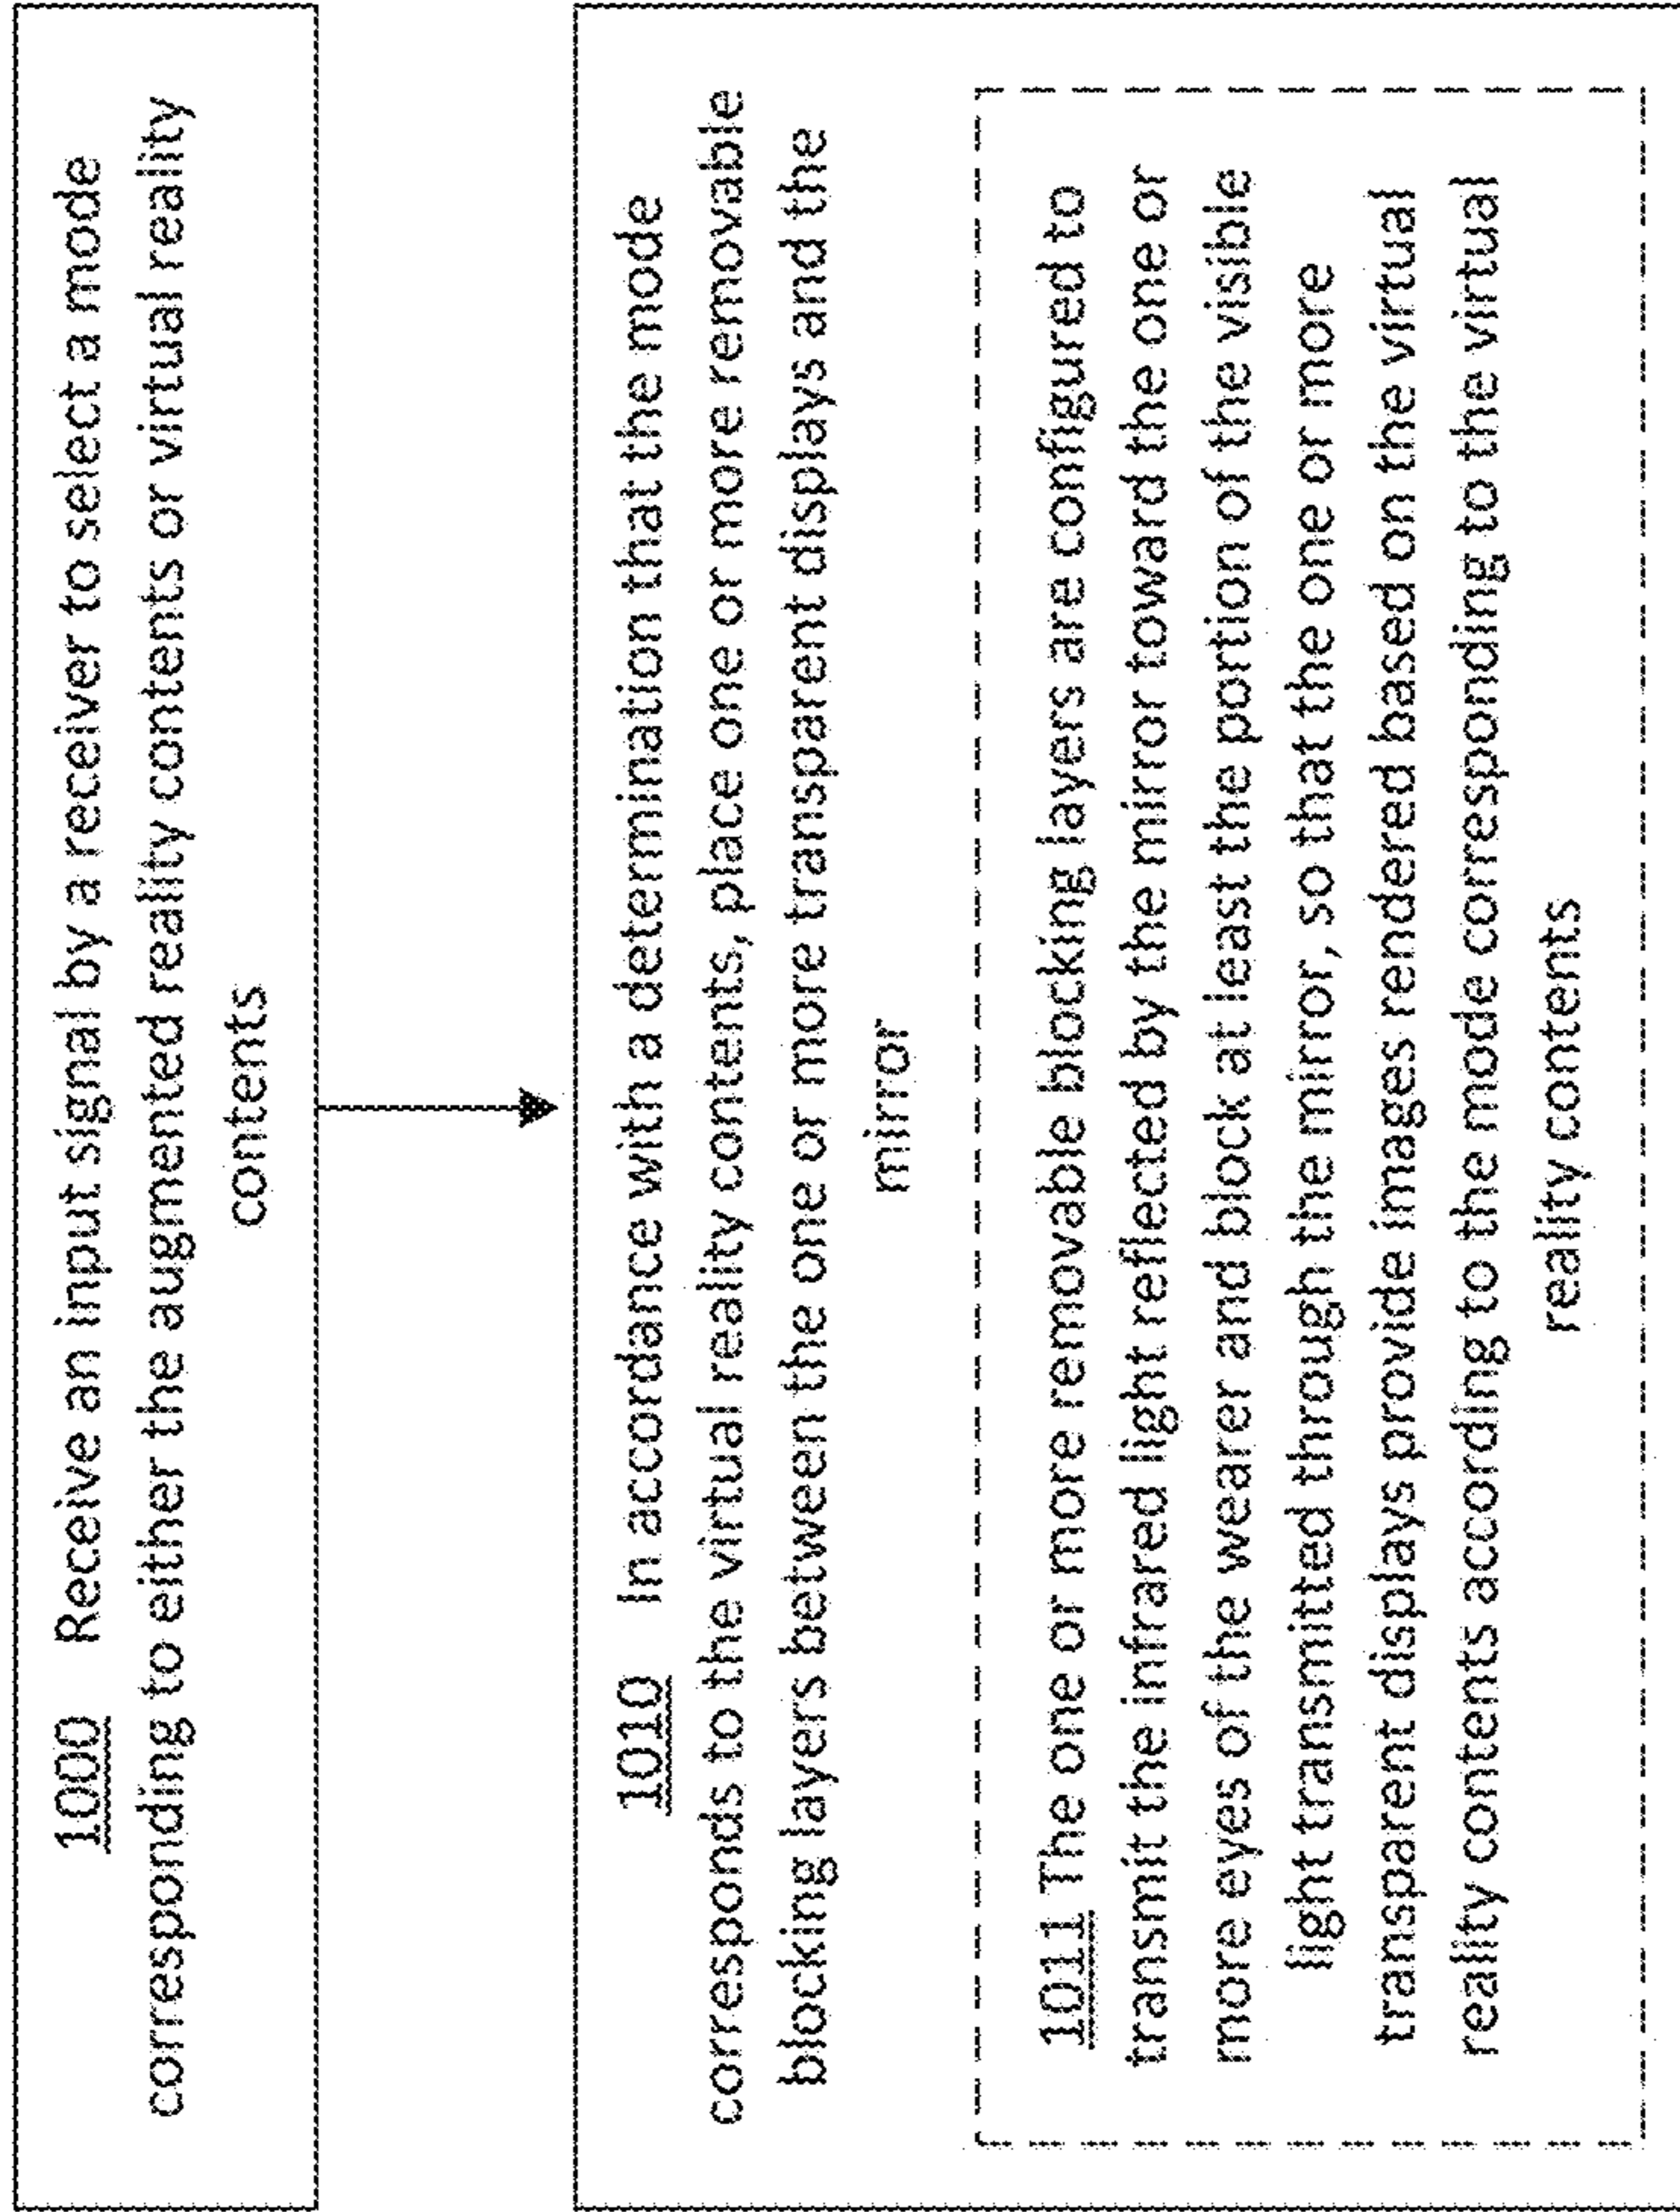 1000 Receive an input signal by a receiver to select a mode
corresponding to either the augmented reality contents or virtual reality
contents
1010 In accordance with a determination that the mode
corresponds to the virtual reality contents, place one or more removable
blocking layers between the one or more transparent displays and the
mirror
1011 The one or more removable blocking layers are configured to
transmit the infrared light reflected by the mirror toward the one or
more eyes of the wearer and block at least the portion of the visible
light transmitted through the mirror, so that the one or more
transparent displays provide images rendered based on the virtual
reality contents according to the mode corresponding to the virtual
reality contents